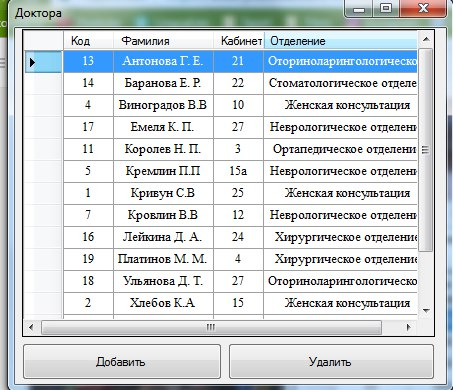 Доктора
Код Фамилия Кабинет Отделение
13 Антонова Г. Е. 21 Оториноларингологическо
14 Баранова Е. Р. 22 Стоматологическое отделе
4 Виноградов В.В 10 Женская консультация
17 Емеля К. П. 27 Неврологическое отделени
11 Королев Н. П. 3 Ортапедическое отделени
5 Кремлин П.П 15а Неврологическое отделени
1 Кривун С.В 25 Женская консультация
7 Кровлин В.В 12 Неврологическое отделени
16 Лейкина Д. А. 24 Хирургическое отделение
19 Платинов М. М. 4 Хирургическое отделение
18 Ульянова Д. Т. 27 Оториноларингологическо
2 Хлебов К.А 15 Женская консультация
Добавить Удалить